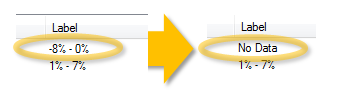 Label
-8% - 0%
1% - 7%
Label
No Data
1% - 7%